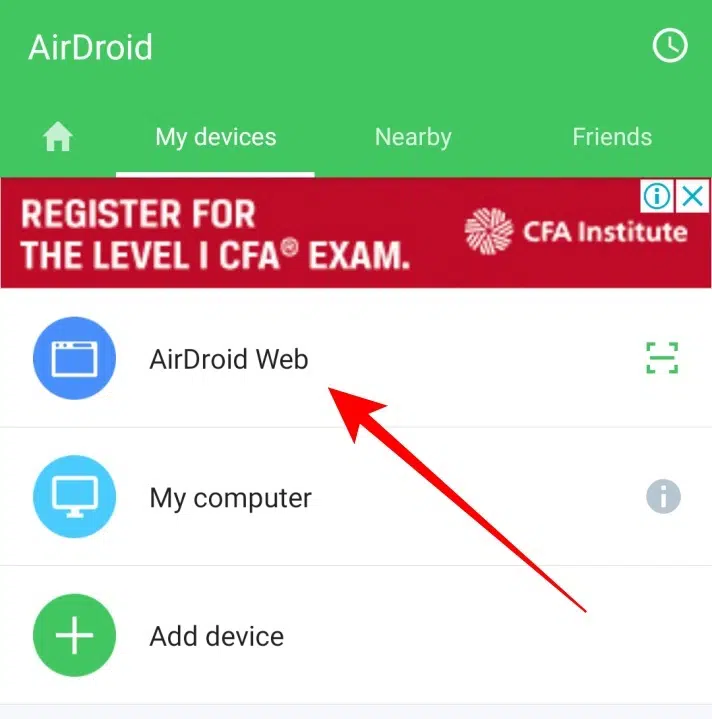 AirDroid
My devices
Nearby
Friends
REGISTER FOR
THE LEVEL I CFA® EXAM.
CFA Institute
AirDroid Web
My computer
Add device